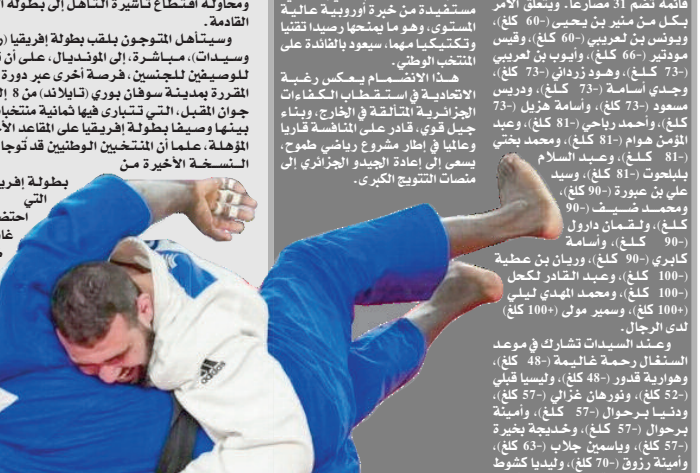 قائمة تضم 31 مصارعا. ويتعلق الأمر
بكل من منير بن يحيى (-60 كلغ)،
ويونس بن لعريبي (-60 كلغ)، وقيس
مودتير (-66 كلغ)، وأيوب بن لعريبي
(-73 كلغ)، وهود زرداني (-73 كلغ)،
وجدي أسامة (-73 كلغ)، ودريس
مسعود (-73 كلغ)، وأسامة هزيل (-73
كلغ)، وأحمد رباحي (-81 كلغ)، وعبد
المؤمن هوام (-81 كلغ)، ومحمد بختي
(-81 كلغ)، وعبد السلام
بلبلحوت (-81 كلغ)، وسيد
علي بن عبورة (-90 كلغ)،
ومحمد ضيف (-90
كلغ)، ولقمان دارول
(-90 كلغ)، وأسامة
كابري (-90 كلغ)، وريان بن عطية
(-100 كلغ)، وعبد القادر لكحل
(-100 كلغ)، ومحمد المهدي ليلي
(+100 كلغ)، وسمير مولى (+100 كلغ)
لدى الرجال.
وعند السيدات تشارك في موعد
السنغال رحمة غاليمة (-48 كلغ)،
وهوارية قدور (-48 كلغ)، وليسيا قبلي
(-52 كلغ)، ونورهان غزالي (-57 كلغ)،
ودنيا برحوال (-57 كلغ)، وأمينة
برحوال (-57 كلغ)، وخديجة بخيرة
(-57 كلغ)، وياسمين جلاب (-63 كلغ)،
وأمينة رزوق (-70 كلغ)، وليديا كشوط
مستفيدة من خبرة أوروبية عالية
المستوى، وهو ما يمنحها رصيدا تقنيا
وتكتيكيا مهما، سيعود بالفائدة على
المنتخب الوطني.
هذا الانضمام يعكس رغبة
الاتحادية في استقطاب الكفاءات
الجزائرية المتألقة في الخارج، وبناء
جيل قوي، قادر على المنافسة قاريا
وعالميا في إطار مشروع رياضي طموح،
يسعى إلى إعادة الجيدو الجزائري إلى
منصات التتويج الكبرى.
ومحاولة اقتطاع تأشيرة التأهل إلى بطولة
القادمة.
وسيتأهل المتوجون بلقب بطولة إفريقيا
وسيدات)، مباشرة، إلى المونديال، على أن
للوصيفين للجنسين، فرصة أخرى عبر دورة
المقررة بمدينة سوفان بوري (تايلاندا) من 8
جوان المقبل، التي تتبارى فيها ثمانية
بينها وصيفا بطولة إفريقيا على المقاعد
المؤهلة، علما أن المنتخبين الوطنيين قد توجا
النسخة الأخيرة من
بطولة
التي
adidas